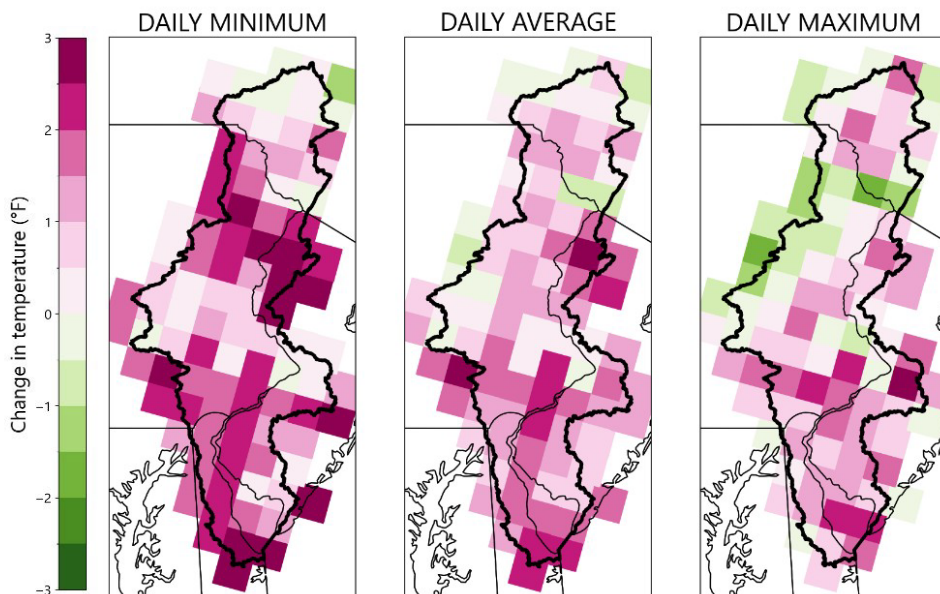 DAILY MINIMUM
DAILY AVERAGE
DAILY MAXIMUM
Change in temperature (°F)
3
2
1
0
−1
−2
−3